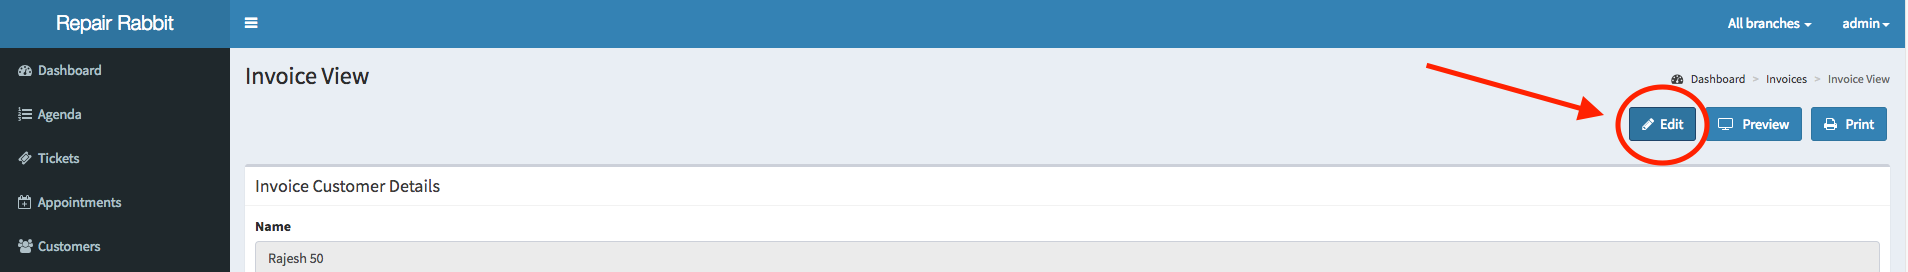 Repair Rabbit
All branches
admin
Dashboard
Agenda
Tickets
Appointments
Customers
Invoice View
Dashboard > Invoices > Invoice View
Edit
Preview
Print
Invoice Customer Details
Name
Rajesh 50